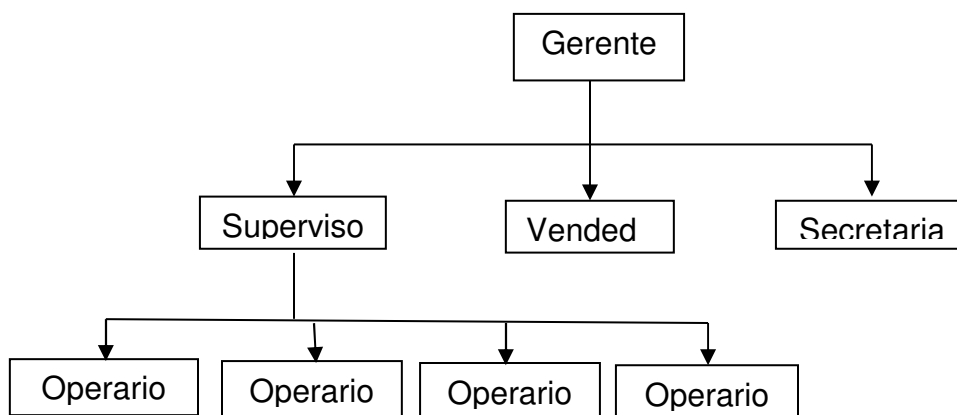 Gerente
Superviso
Vended
Secretaria
Operario
Operario
Operario
Operario